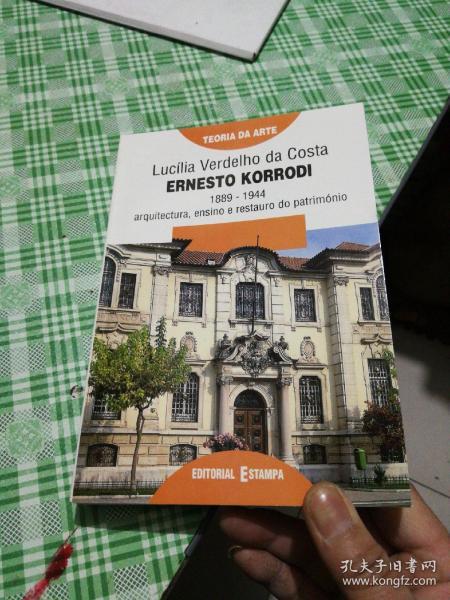 TEORIA DA ARTE
Lucília Verdelho da Costa
ERNESTO KORRODI
1889 - 1944
arquitectura, ensino e restauro do património
EDITORIAL ESTAMPA
孔夫子旧书网
www.kongfz.com